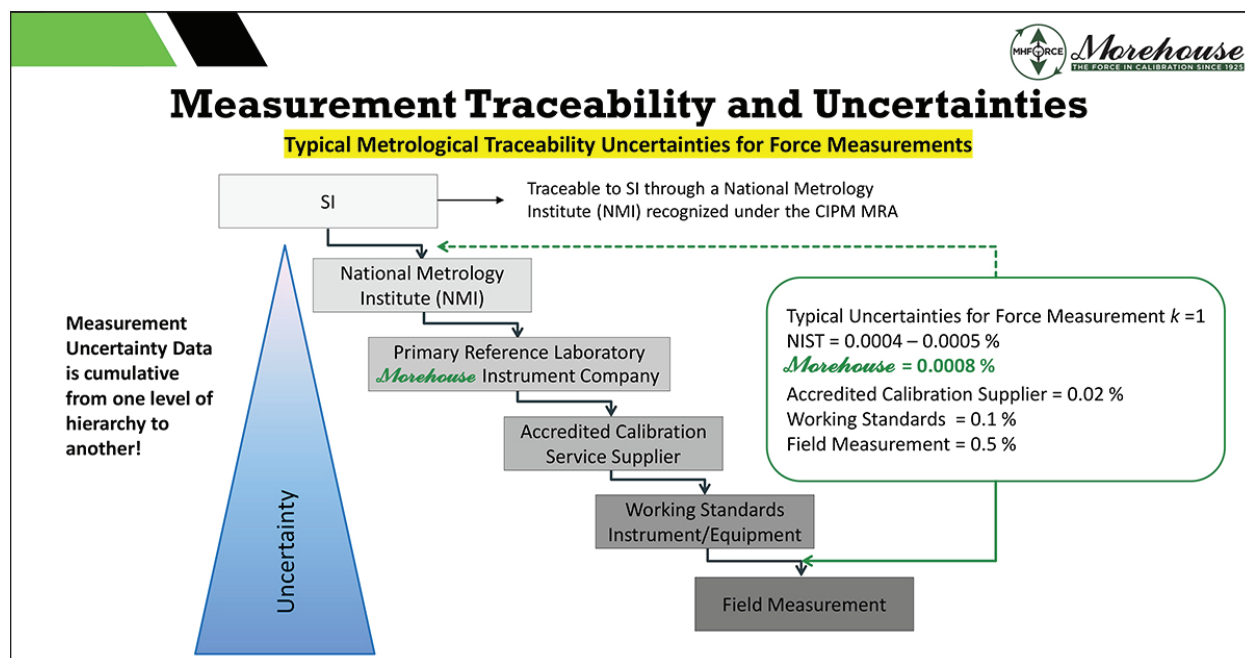 MHFORCE
Morehouse
THE FORCE IN CALIBRATION SINCE 1925
Measurement Traceability and Uncertainties
Typical Metrological Traceability Uncertainties for Force Measurements
SI
Traceable to SI through a National Metrology
Institute (NMI) recognized under the CIPM MRA
National Metrology
Institute (NMI)
Measurement
Uncertainty Data
is cumulative
from one level of
hierarchy to
another!
Primary Reference Laboratory
Morehouse Instrument Company
Accredited Calibration
Service Supplier
Working Standards
Instrument/Equipment
Field Measurement
Uncertainty
Typical Uncertainties for Force Measurement k =1
NIST = 0.0004 – 0.0005 %
Morehouse = 0.0008 %
Accredited Calibration Supplier = 0.02 %
Working Standards = 0.1 %
Field Measurement = 0.5 %